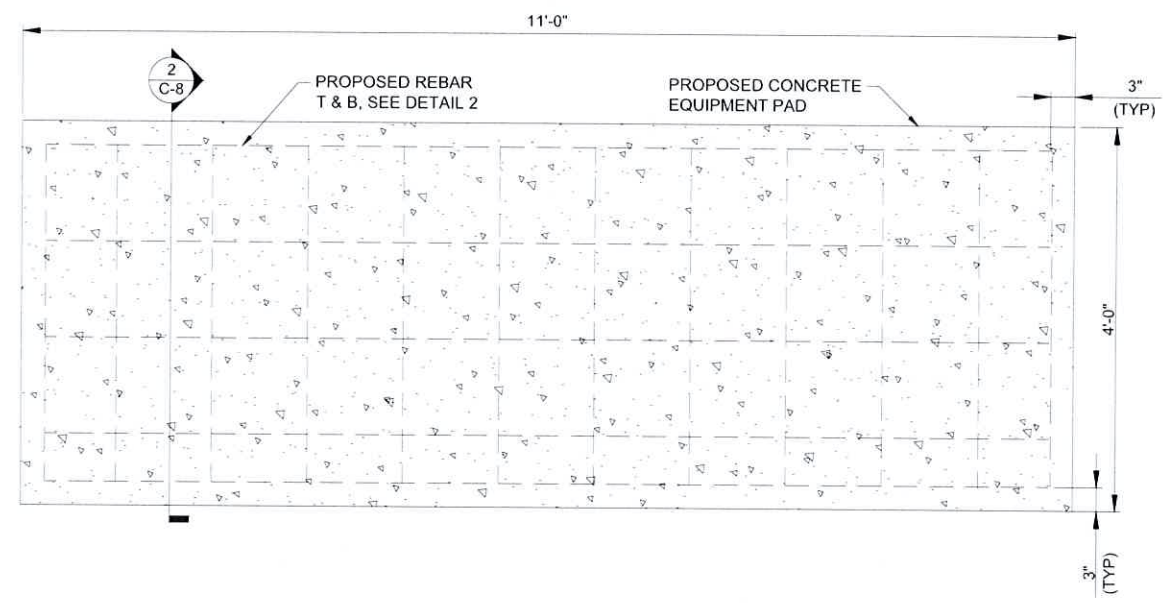 11'-0"
2
C-8
PROPOSED REBAR
T & B, SEE DETAIL 2
PROPOSED CONCRETE
EQUIPMENT PAD
3"
(TYP)
4'-0"
3"
(TYP)